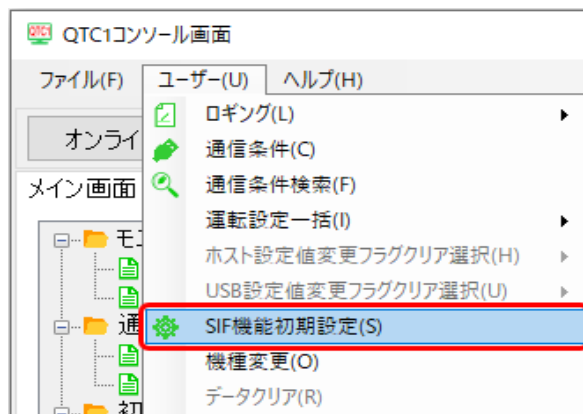 QTC1コンソール画面
ファイル(F) ユーザー(U) ヘルプ(H)
オンライ
ロギング(L)
通信条件(C)
メイン画面
通信条件検索(F)
運転設定一括(I)
モニ
ホスト設定値変更フラグクリア選択(H)
USB設定値変更フラグクリア選択(U)
通
SIF機能初期設定(S)
機種変更(O)
データクリア(R)
初